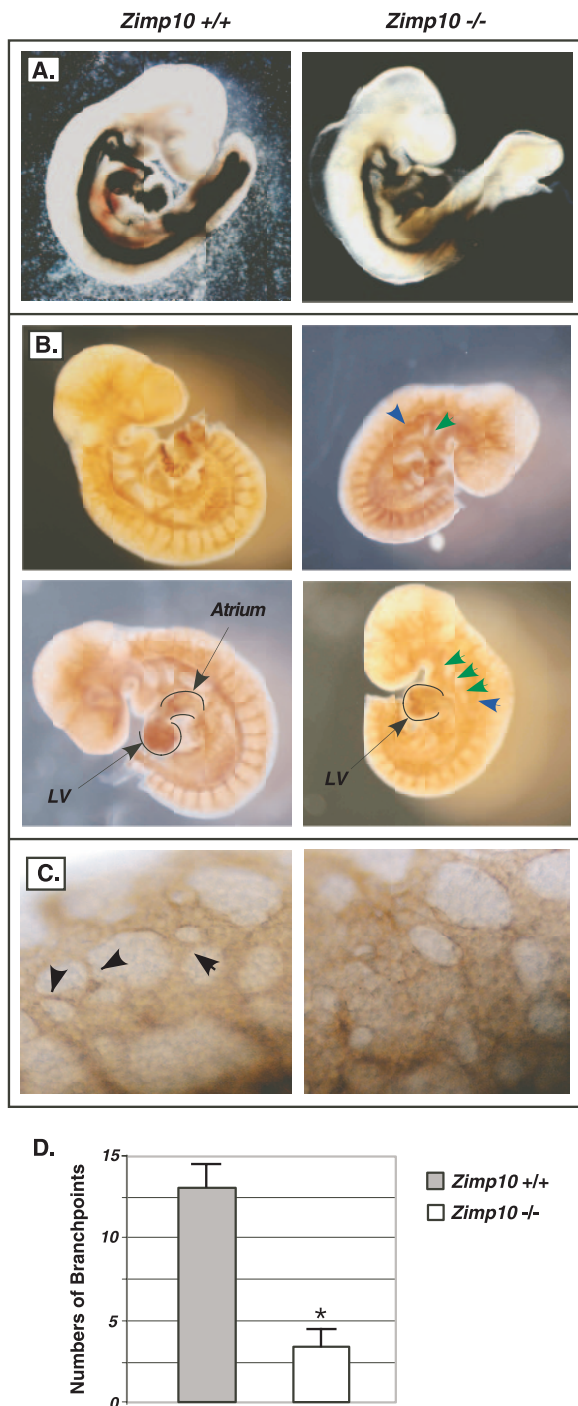 Zimp10 +/+ Zimp10 -/-
A.
B.
Atrium
LV
LV
C.
D.
Numbers of Branchpoints
15
10
5
0
*
Zimp10 +/+
Zimp10 -/-